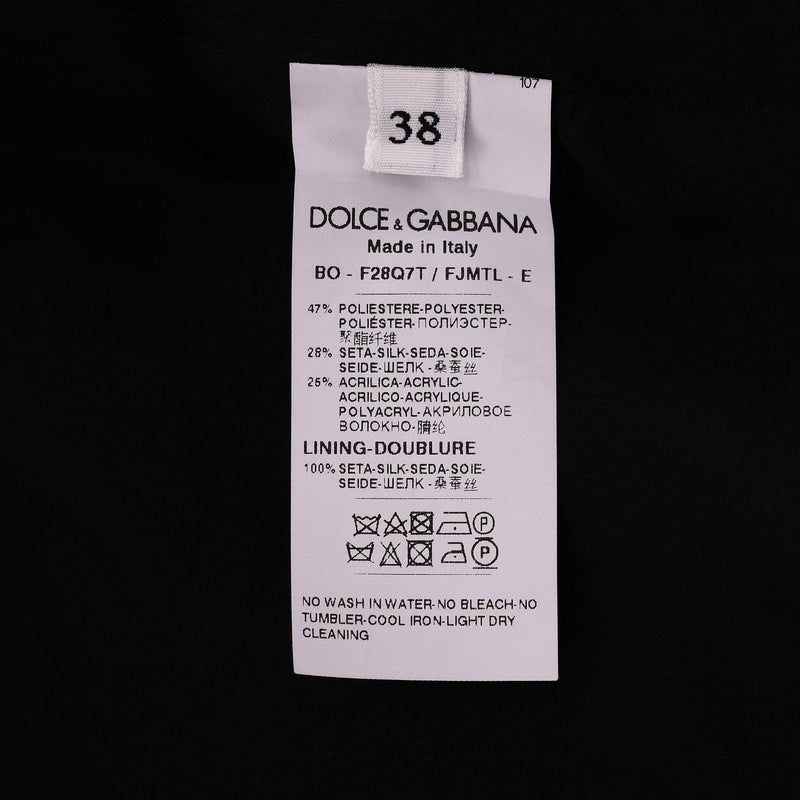 107
38
DOLCE & GABBANA
Made in Italy
BO - F28Q7T / FJMTL - E
47% POLIESTERE-POLYESTER-
POLIÉSTER-ПОЛИЭСТЕР-
聚酯纤维
28% SETA-SILK-SEDA-SOIE-
SEIDE-ШЕЛК-桑蚕丝
25% ACRILICA-ACRYLIC-
ACRILICO-ACRYLIQUE-
POLYACRYL-АКРИЛОВОЕ
ВОЛОКНО-腈纶
LINING-DOUBLURE
100% SETA-SILK-SEDA-SOIE-
SEIDE-ШЕЛК-桑蚕丝
P
P
NO WASH IN WATER-NO BLEACH-NO
TUMBLER-COOL IRON-LIGHT DRY
CLEANING